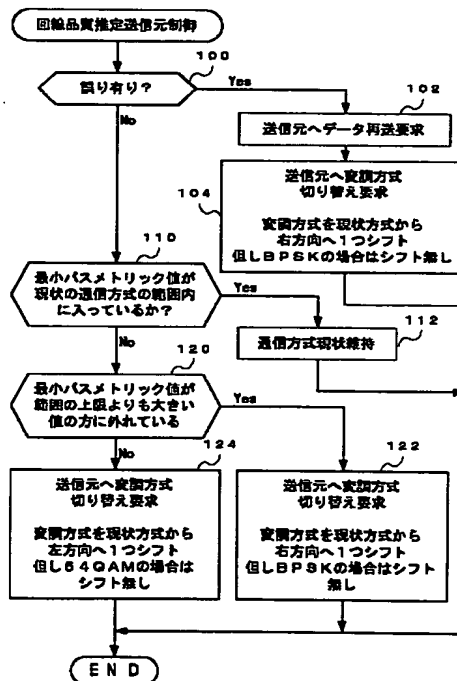 回線品質推定送信元制御
100
誤り有り？
Yes
No
102
送信元へデータ再送要求
104
送信元へ変調方式
切り替え要求
変調方式を現状方式から
右方向へ１つシフト
但しＢＰＳＫの場合はシフト無し
110
最小パスメトリック値が
現状の通信方式の範囲内
に入っているか？
Yes
No
112
通信方式現状維持
120
最小パスメトリック値が
範囲の上限よりも大きい
値の方に外れている
Yes
No
124
送信元へ変調方式
切り替え要求
変調方式を現状方式から
左方向へ１つシフト
但し６４ＱＡＭの場合は
シフト無し
122
送信元へ変調方式
切り替え要求
変調方式を現状方式から
右方向へ１つシフト
但しＢＰＳＫの場合はシフト
無し
ＥＮＤ